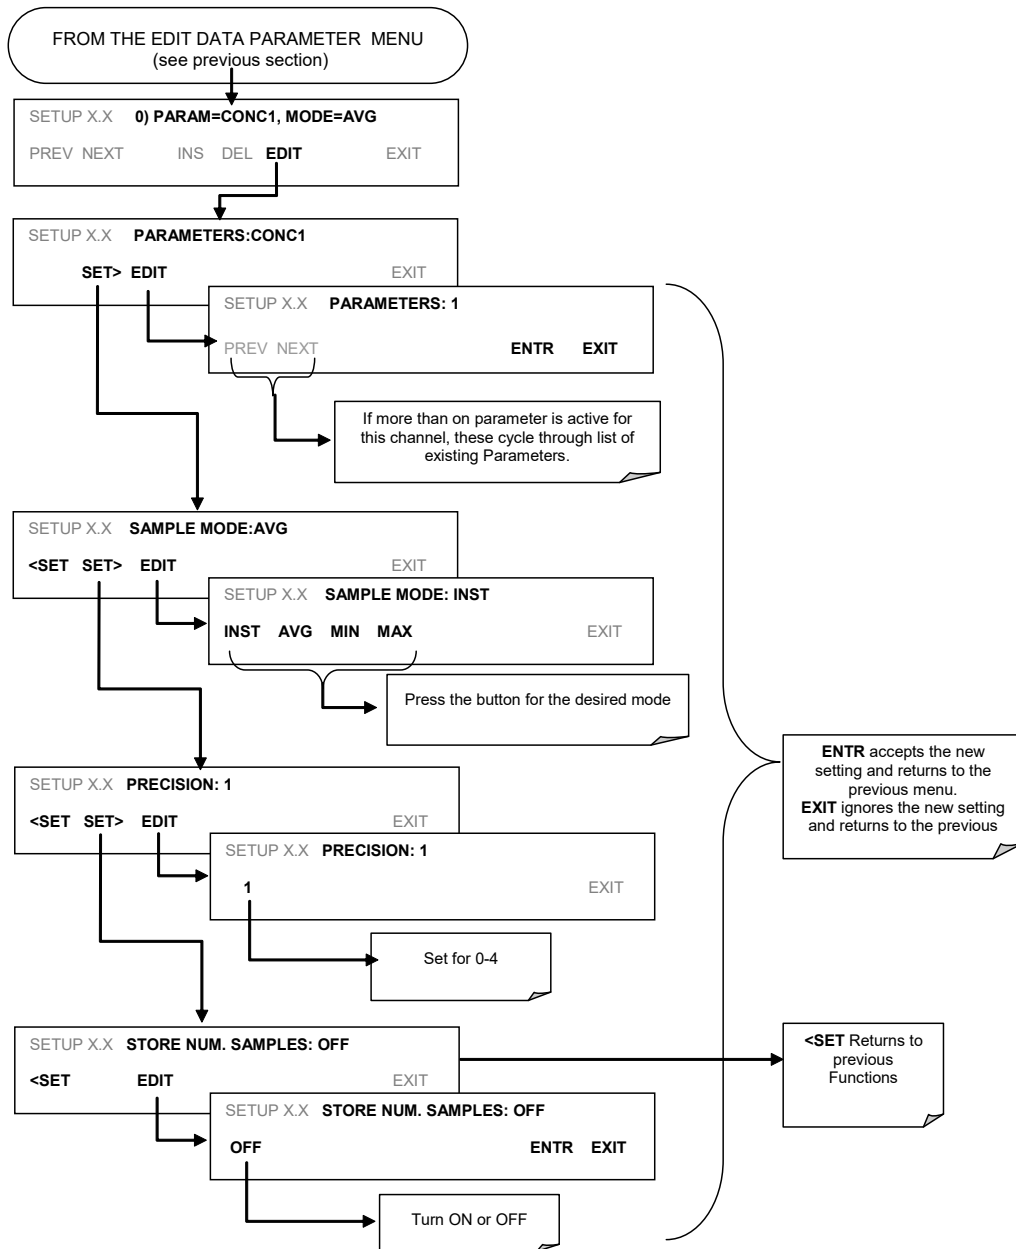 FROM THE EDIT DATA PARAMETER MENU
(see previous section)
SETUP X.X 0) PARAM=CONC1, MODE=AVG
PREV NEXT INS DEL EDIT EXIT
SETUP X.X PARAMETERS:CONC1
SET> EDIT EXIT
SETUP X.X PARAMETERS: 1
PREV NEXT ENTR EXIT
If more than on parameter is active for
this channel, these cycle through list of
existing Parameters.
SETUP X.X SAMPLE MODE:AVG
<SET SET> EDIT EXIT
SETUP X.X SAMPLE MODE: INST
INST AVG MIN MAX EXIT
Press the button for the desired mode
ENTR accepts the new
setting and returns to the
previous menu.
EXIT ignores the new setting
and returns to the previous
SETUP X.X PRECISION: 1
<SET SET> EDIT EXIT
SETUP X.X PRECISION: 1
1 EXIT
Set for 0-4
SETUP X.X STORE NUM. SAMPLES: OFF
<SET EDIT EXIT
<SET Returns to
previous
Functions
SETUP X.X STORE NUM. SAMPLES: OFF
OFF ENTR EXIT
Turn ON or OFF